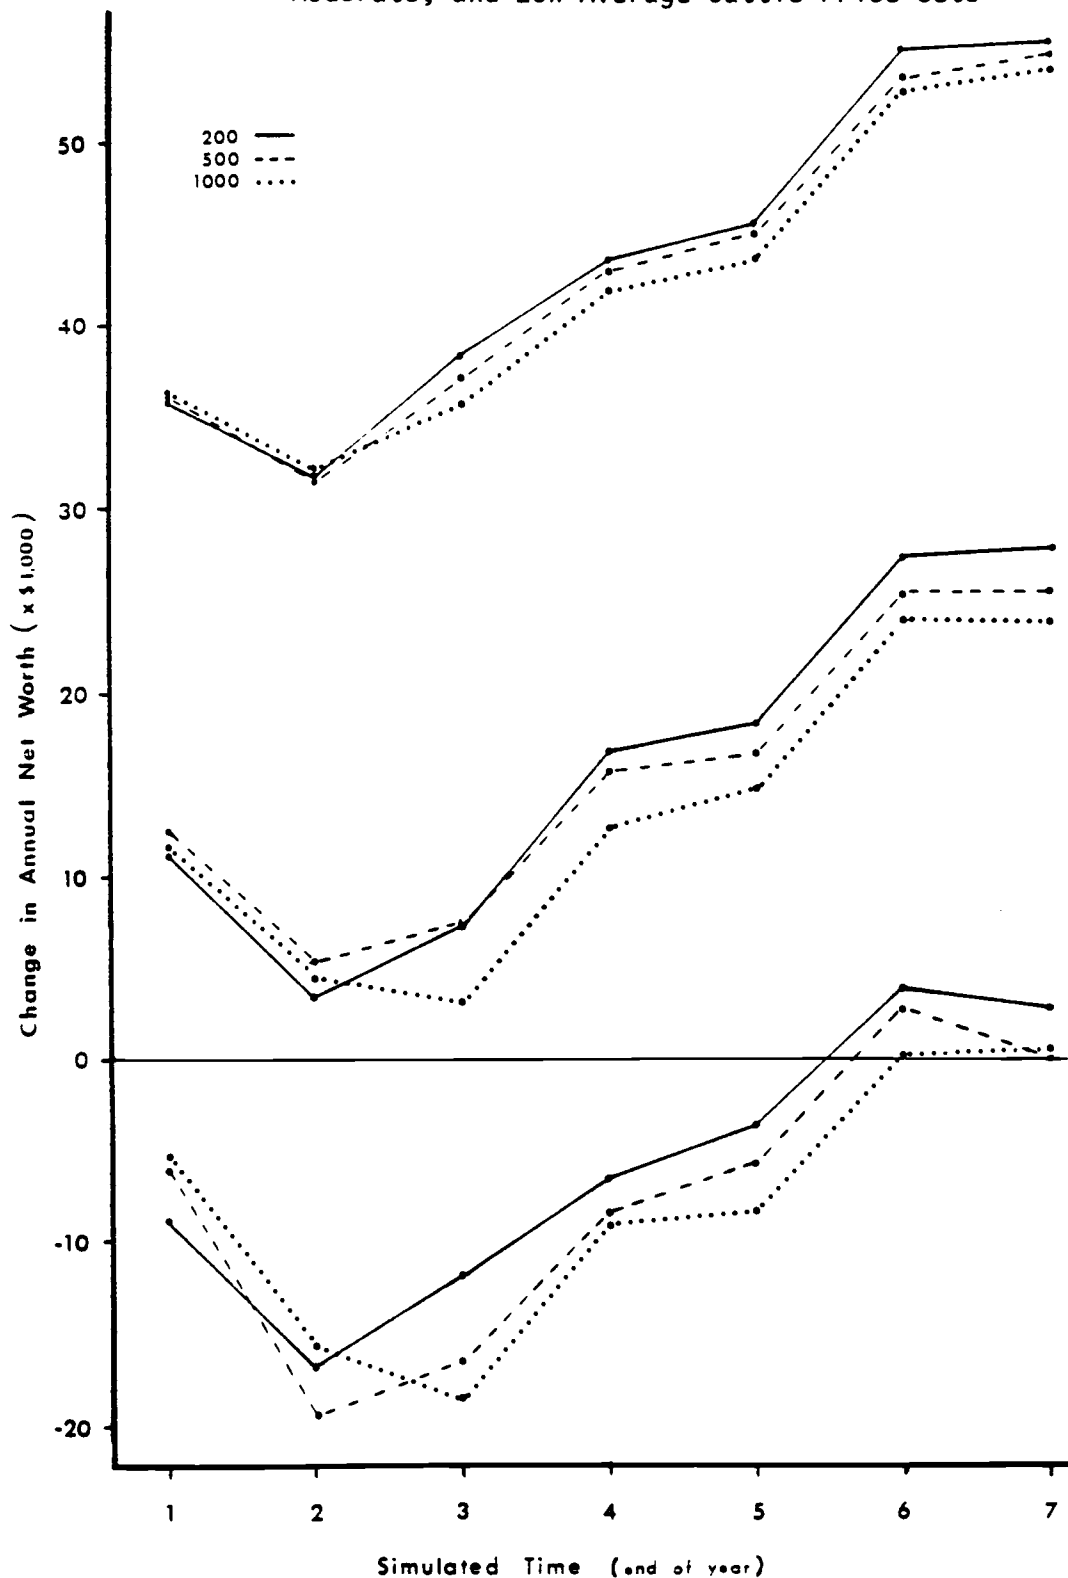 Moderate, and Low Average Cattle Price Sets
200
500
1000
50
40
30
20
10
0
-10
-20
Change in Annual Net Worth (x $1,000)
1 2 3 4 5 6 7
Simulated Time (end of year)